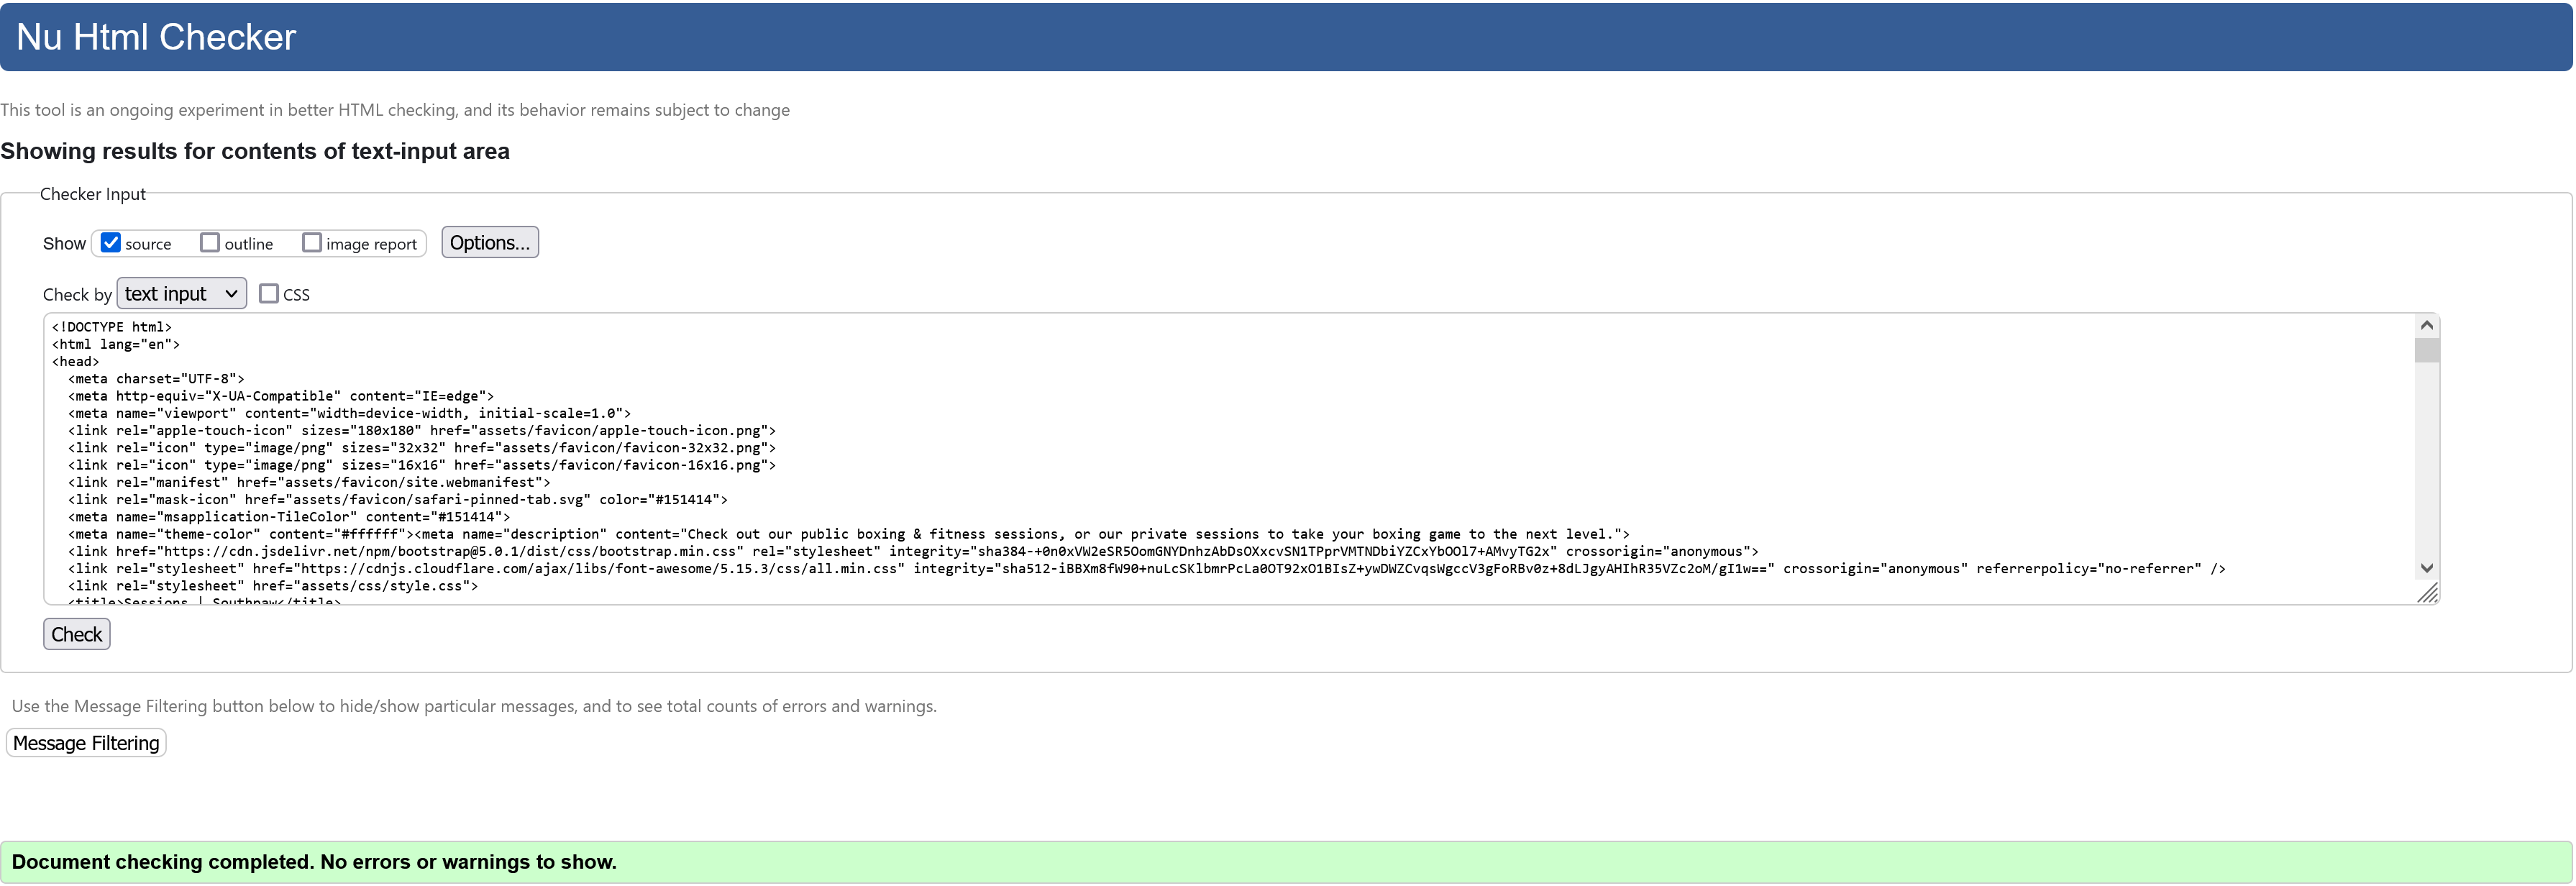 Nu Html Checker
This tool is an ongoing experiment in better HTML checking, and its behavior remains subject to change
Showing results for contents of text-input area
Checker Input
Show source outline image report Options...
Check by text input CSS
<!DOCTYPE html>
<html lang="en">
<head>
  <meta charset="UTF-8">
  <meta http-equiv="X-UA-Compatible" content="IE=edge">
  <meta name="viewport" content="width=device-width, initial-scale=1.0">
  <link rel="apple-touch-icon" sizes="180x180" href="assets/favicon/apple-touch-icon.png">
  <link rel="icon" type="image/png" sizes="32x32" href="assets/favicon/favicon-32x32.png">
  <link rel="icon" type="image/png" sizes="16x16" href="assets/favicon/favicon-16x16.png">
  <link rel="manifest" href="assets/favicon/site.webmanifest">
  <link rel="mask-icon" href="assets/favicon/safari-pinned-tab.svg" color="#151414">
  <meta name="msapplication-TileColor" content="#151414">
  <meta name="theme-color" content="#ffffff"><meta name="description" content="Check out our public boxing & fitness sessions, or our private sessions to take your boxing game to the next level.">
  <link href="https://cdn.jsdelivr.net/npm/bootstrap@5.0.1/dist/css/bootstrap.min.css" rel="stylesheet" integrity="sha384-+0n0xVW2eSR5OomGNYDnhzAbDsOXxcvSN1TPprVMTNDbiYZCxYbOOl7+AMvyTG2x" crossorigin="anonymous">
  <link rel="stylesheet" href="https://cdnjs.cloudflare.com/ajax/libs/font-awesome/5.15.3/css/all.min.css" integrity="sha512-iBBXm8fW90+nuLcSKlbmrPcLa0OT92xO1BIsZ+ywDWZCvqsWgccV3gFoRBv0z+8dLJgyAHIhR35VZc2oM/gI1w==" crossorigin="anonymous" referrerpolicy="no-referrer" />
  <link rel="stylesheet" href="assets/css/style.css">
  <title>Sessions | Southpaw</title>
Check
Use the Message Filtering button below to hide/show particular messages, and to see total counts of errors and warnings.
Message Filtering
Document checking completed. No errors or warnings to show.